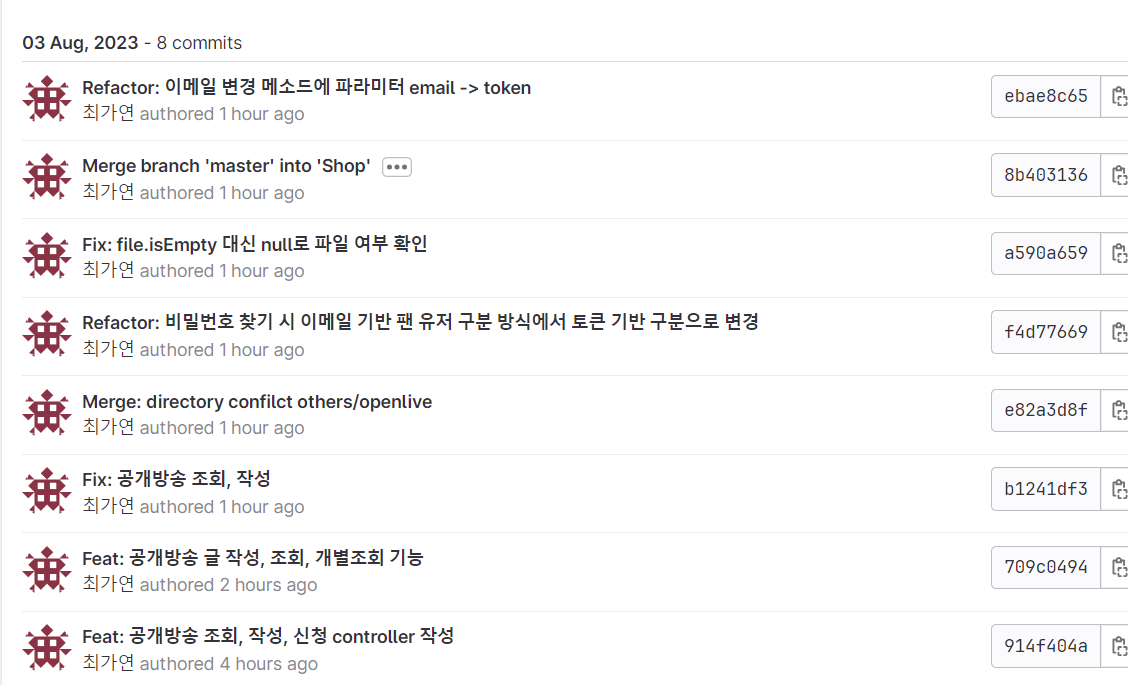 03 Aug, 2023 - 8 commits
Refactor: 이메일 변경 메소드에 파라미터 email -> token
최가연 authored 1 hour ago
ebae8c65
Merge branch 'master' into 'Shop'
최가연 authored 1 hour ago
8b403136
Fix: file.isEmpty 대신 null로 파일 여부 확인
최가연 authored 1 hour ago
a590a659
Refactor: 비밀번호 찾기 시 이메일 기반 팬 유저 구분 방식에서 토큰 기반 구분으로 변경
최가연 authored 1 hour ago
f4d77669
Merge: directory confilct others/openlive
최가연 authored 1 hour ago
e82a3d8f
Fix: 공개방송 조회, 작성
최가연 authored 1 hour ago
b1241df3
Feat: 공개방송 글 작성, 조회, 개별조회 기능
최가연 authored 2 hours ago
709c0494
Feat: 공개방송 조회, 작성, 신청 controller 작성
최가연 authored 4 hours ago
914f404a